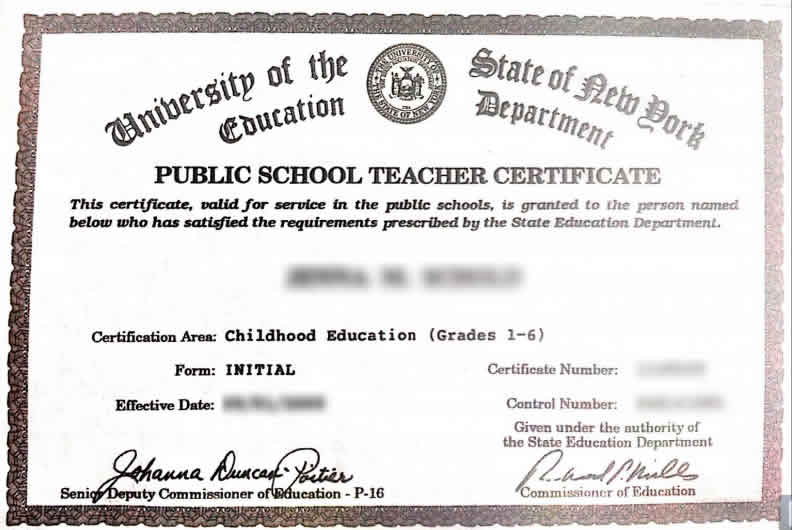 University of the State of New York
Education Department
THE UNIVERSITY OF THE STATE OF NEW YORK
PUBLIC SCHOOL TEACHER CERTIFICATE
This certificate, valid for service in the public schools, is granted to the person named
below who has satisfied the requirements prescribed by the State Education Department.
Certification Area: Childhood Education (Grades 1-6)
Form: INITIAL
Certificate Number:
Effective Date:
Control Number:
Given under the authority of
the State Education Department
Johanna Duncan-Poitier
Senior Deputy Commissioner of Education - P-16
Richard P. Mills
Commissioner of Education